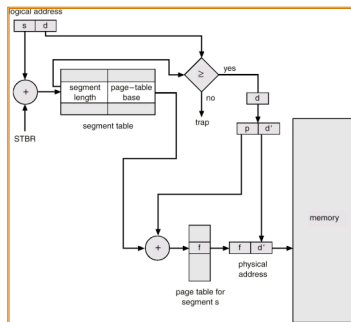 logical address
s d
≥
yes
no
trap
d
p d'
+
STBR
segment length
page–table base
segment table
+
f
f d'
physical address
page table for segment s
memory